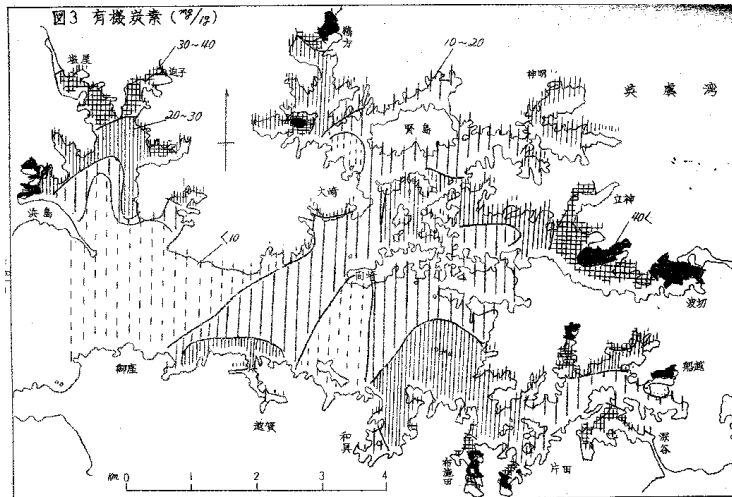 図3 有機炭素 (mg/1g)
30~40
鵜方
10~20
塩屋
迫子
神明
英虞湾
20~30
賢島
大崎
立神
浜島
40<
<10
間崎
波切
御座
船越
越賀
和具
布施田
片田
深谷
km 0 1 2 3 4